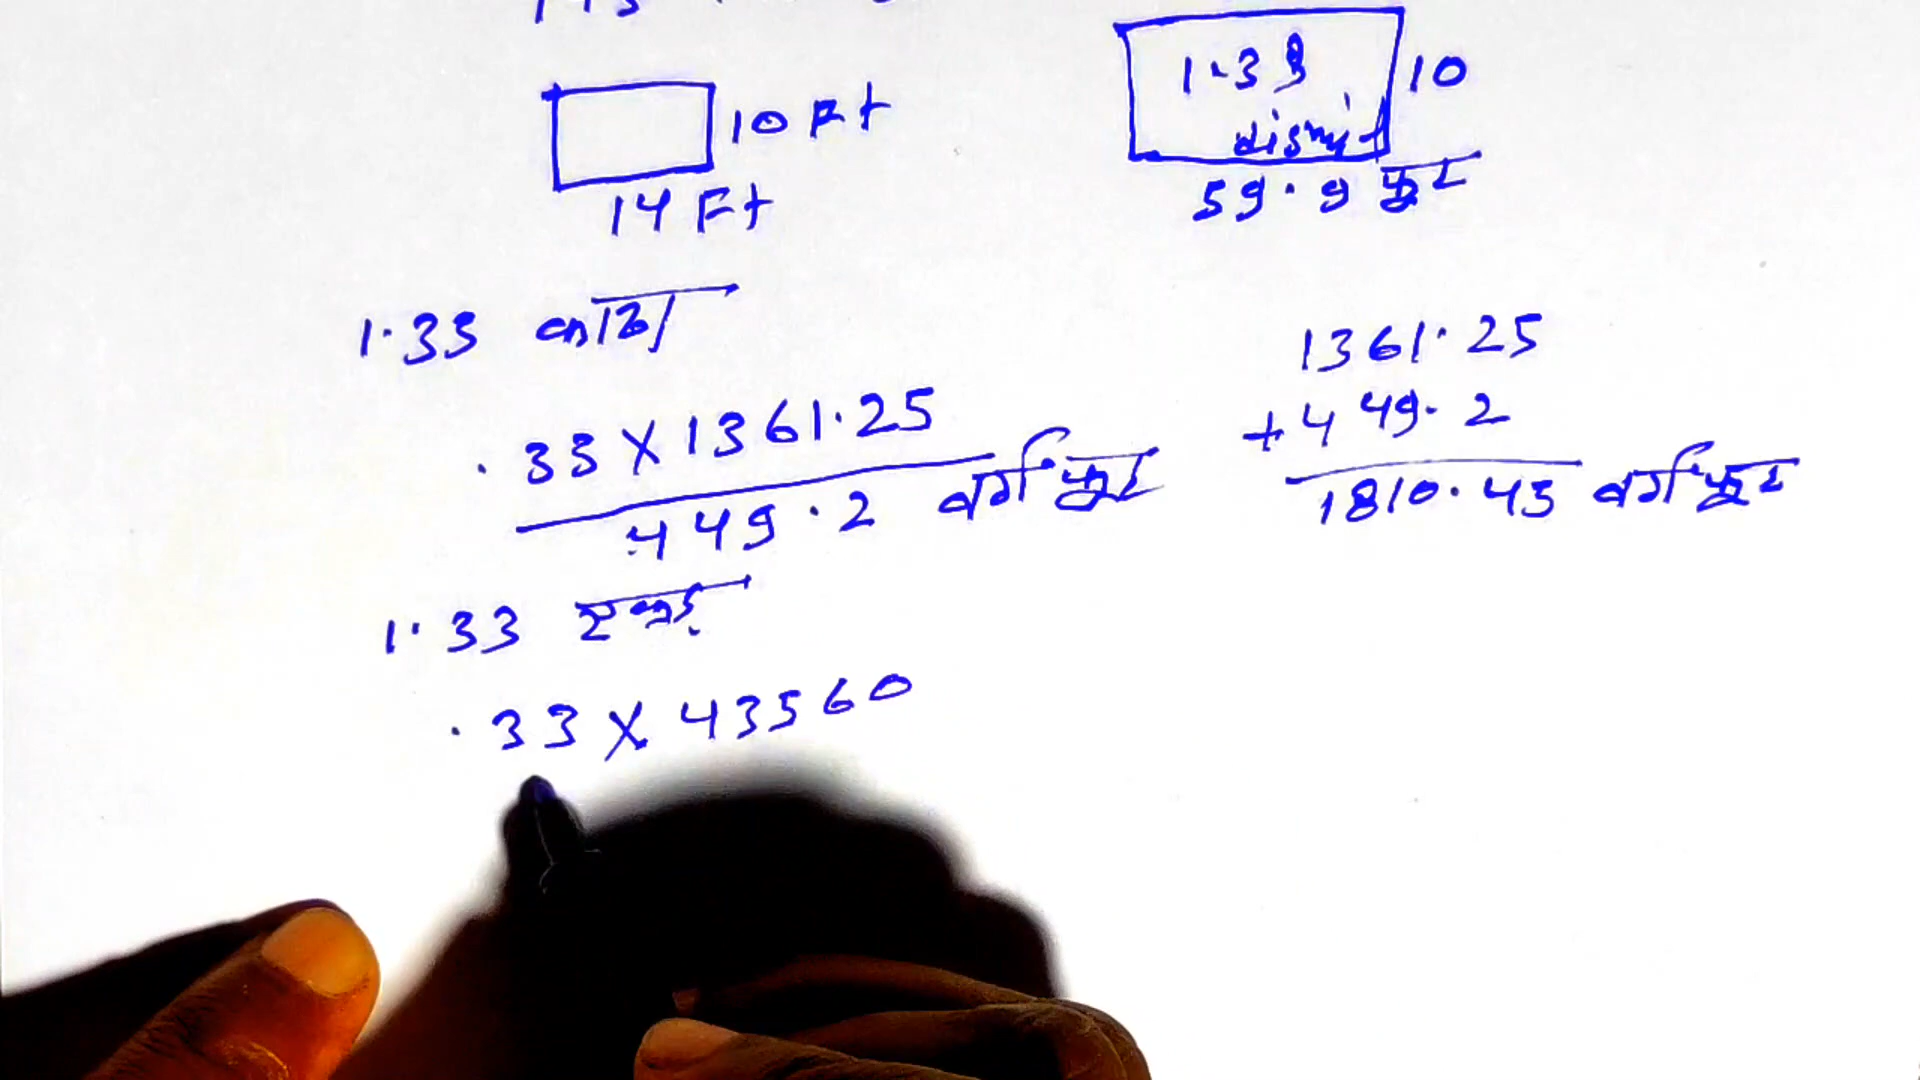 10 Ft
14 Ft
1.33
10
59.9 फुट
1.33 कट्ठा
.33 X 1361.25
449.2 वर्गफुट
1361.25
+449.2
1810.45 वर्गफुट
1.33 एकड़
.33 X 43560